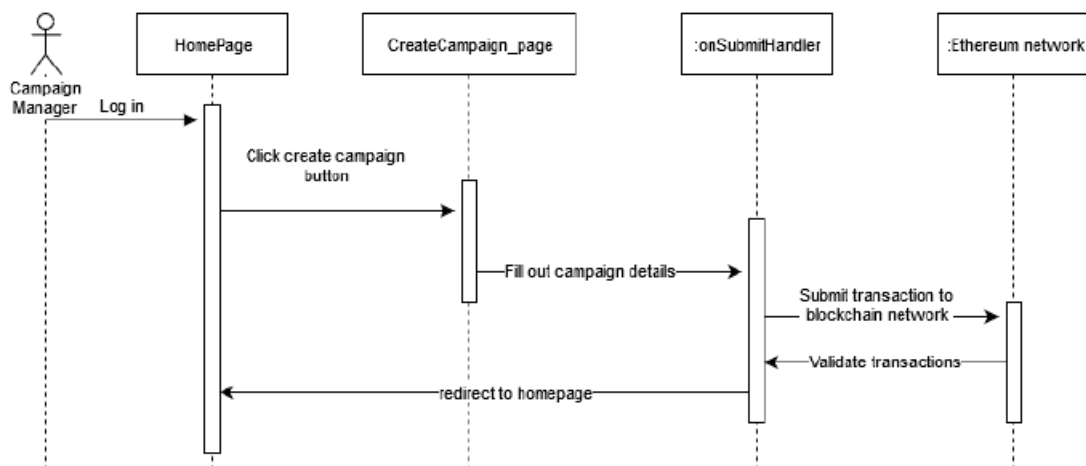 HomePage
CreateCampaign_page
:onSubmitHandler
:Ethereum network
Campaign
Manager
Log in
Click create campaign
button
Fill out campaign details
Submit transaction to
blockchain network
Validate transactions
redirect to homepage